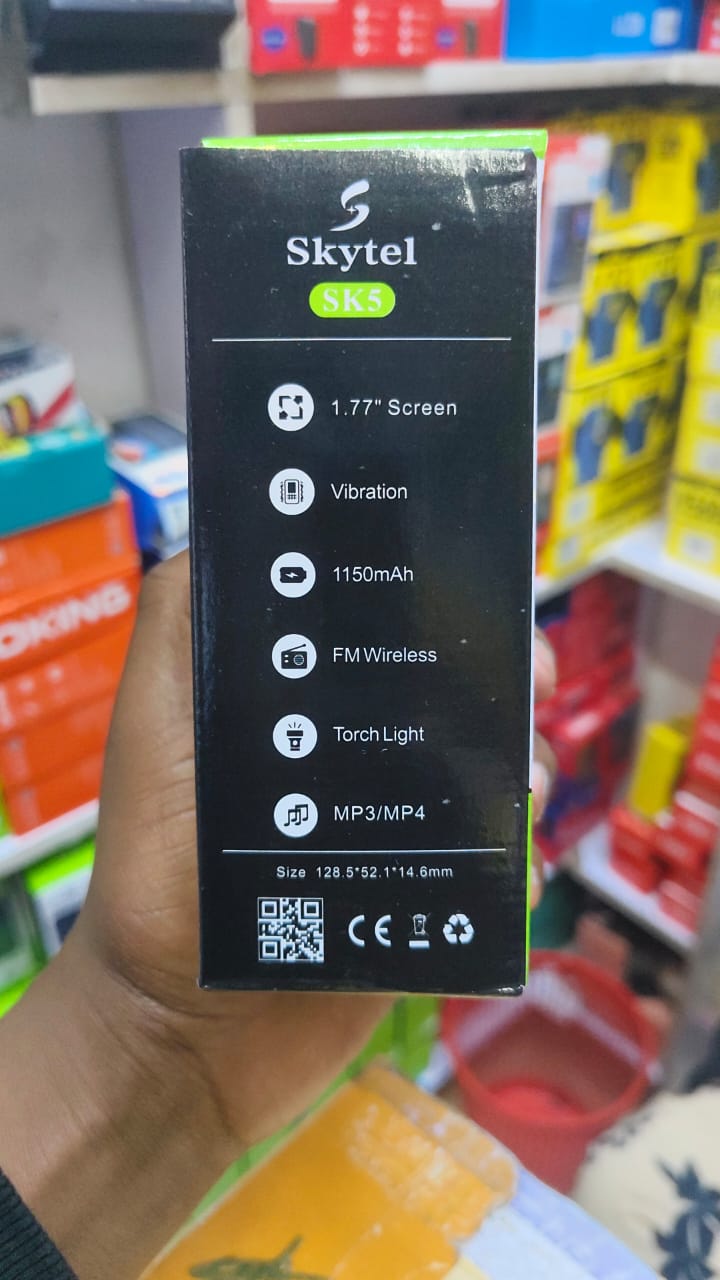 Skytel
SK5
1.77" Screen
Vibration
1150mAh
FM Wireless
Torch Light
MP3/MP4
Size 128.5*52.1*14.6mm
CE
OKING